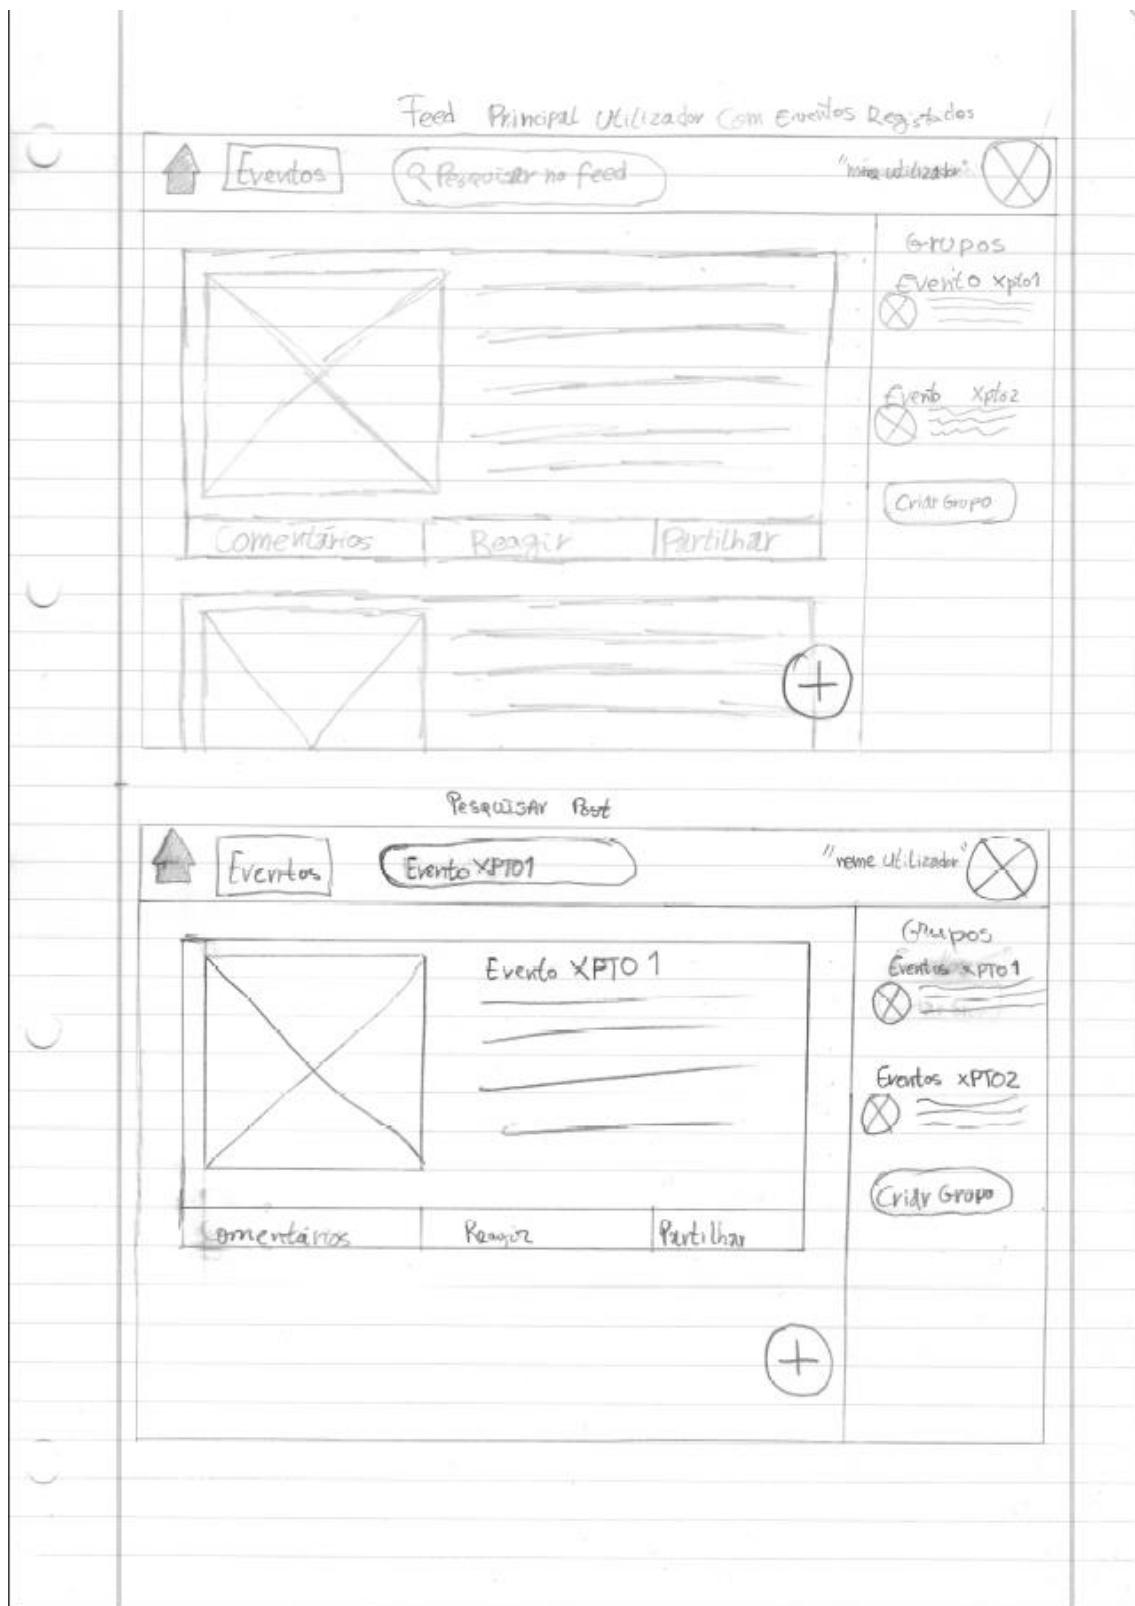 Feed Principal Utilizador Com Eventos Registados
Eventos
Pesquisar no feed
utilizador"
Grupos
Evento Xpto1
Evento Xpto2
Criar Grupo
Comentários Reagir Partilhar
Pesquisar Post
Eventos
Evento XPTO1
"nome Utilizador"
Grupos
Evento XPTO 1
Eventos XPTO1
Eventos XPTO2
Criar Grupo
Comentários Reagir Partilhar